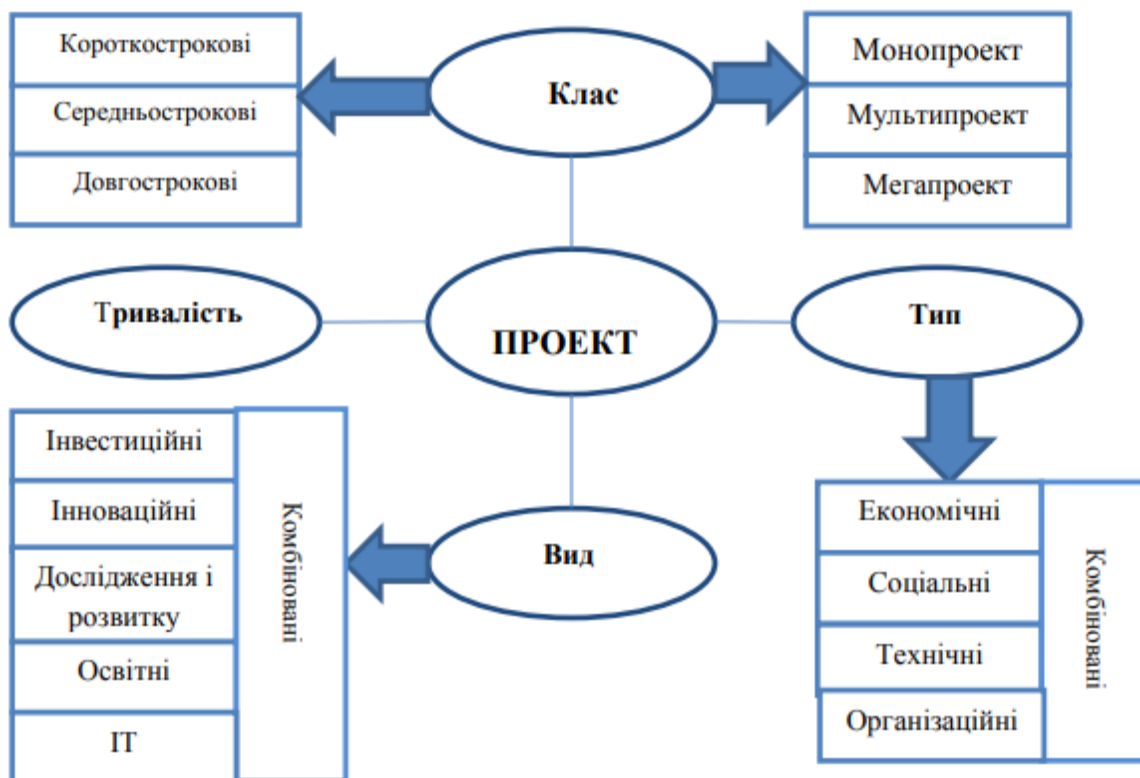 Короткострокові
Середньострокові
Довгострокові
Клас
Монопроект
Мультипроект
Мегапроект
Тривалість
ПРОЕКТ
Тип
Інвестиційні
Інноваційні
Дослідження і
розвитку
Освітні
ІТ
Комбіновані
Вид
Економічні
Соціальні
Технічні
Організаційні
Комбіновані